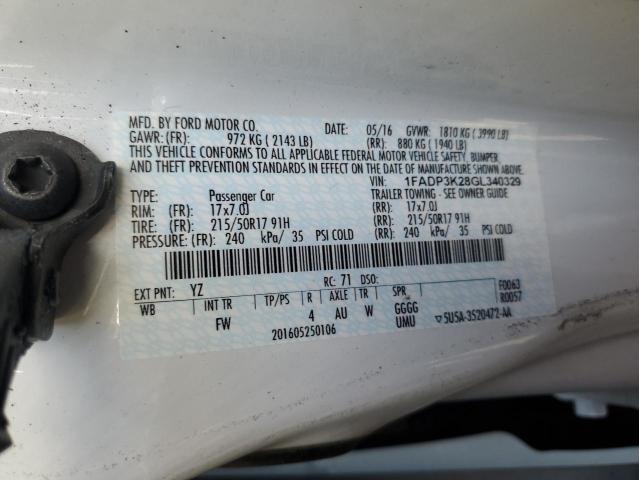 MFD. BY FORD MOTOR CO. DATE: 05/16 GVWR: 1810 KG ( 3990 LB)
GAWR: (FR): 972 KG ( 2143 LB) (RR): 880 KG ( 1940 LB)
THIS VEHICLE CONFORMS TO ALL APPLICABLE FEDERAL MOTOR VEHICLE SAFETY, BUMPER,
AND THEFT PREVENTION STANDARDS IN EFFECT ON THE DATE OF MANUFACTURE SHOWN ABOVE.
VIN: 1FADP3K28GL340329
TYPE: Passenger Car TRAILER TOWING - SEE OWNER GUIDE
RIM: (FR) 17x7.0J (RR): 17x7.0J
TIRE: (FR) 215/50R17 91H (RR): 215/50R17 91H
PRESSURE: (FR) 240 kPa/ 35 PSI COLD (RR): 240 kPa/ 35 PSI COLD
EXT PNT: YZ RC: 71 DSO: F0063
WB INT TR TP/PS R AXLE TR SPR R0057
FW 4 AU W GGGG ▽5U5A-3520472-AA
201605250106 UMU